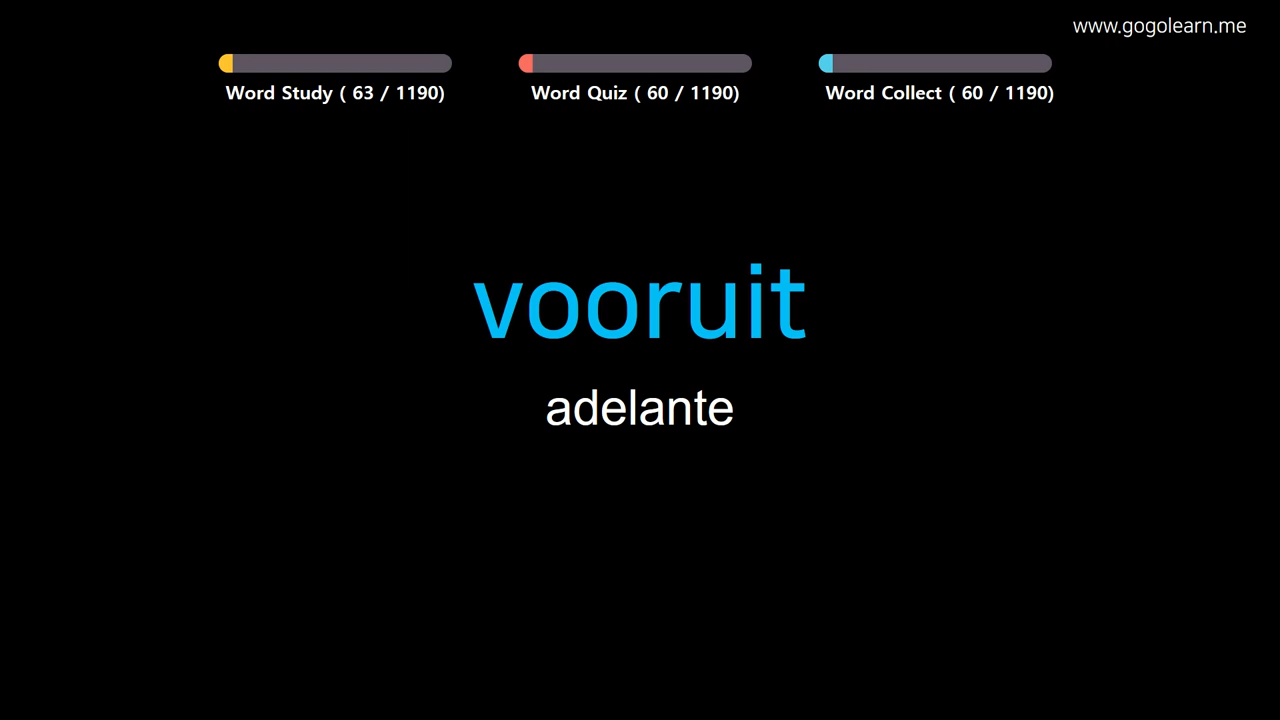 www.gogolearn.me
Word Study ( 63 / 1190)
Word Quiz ( 60 / 1190)
Word Collect ( 60 / 1190)
vooruit
adelante